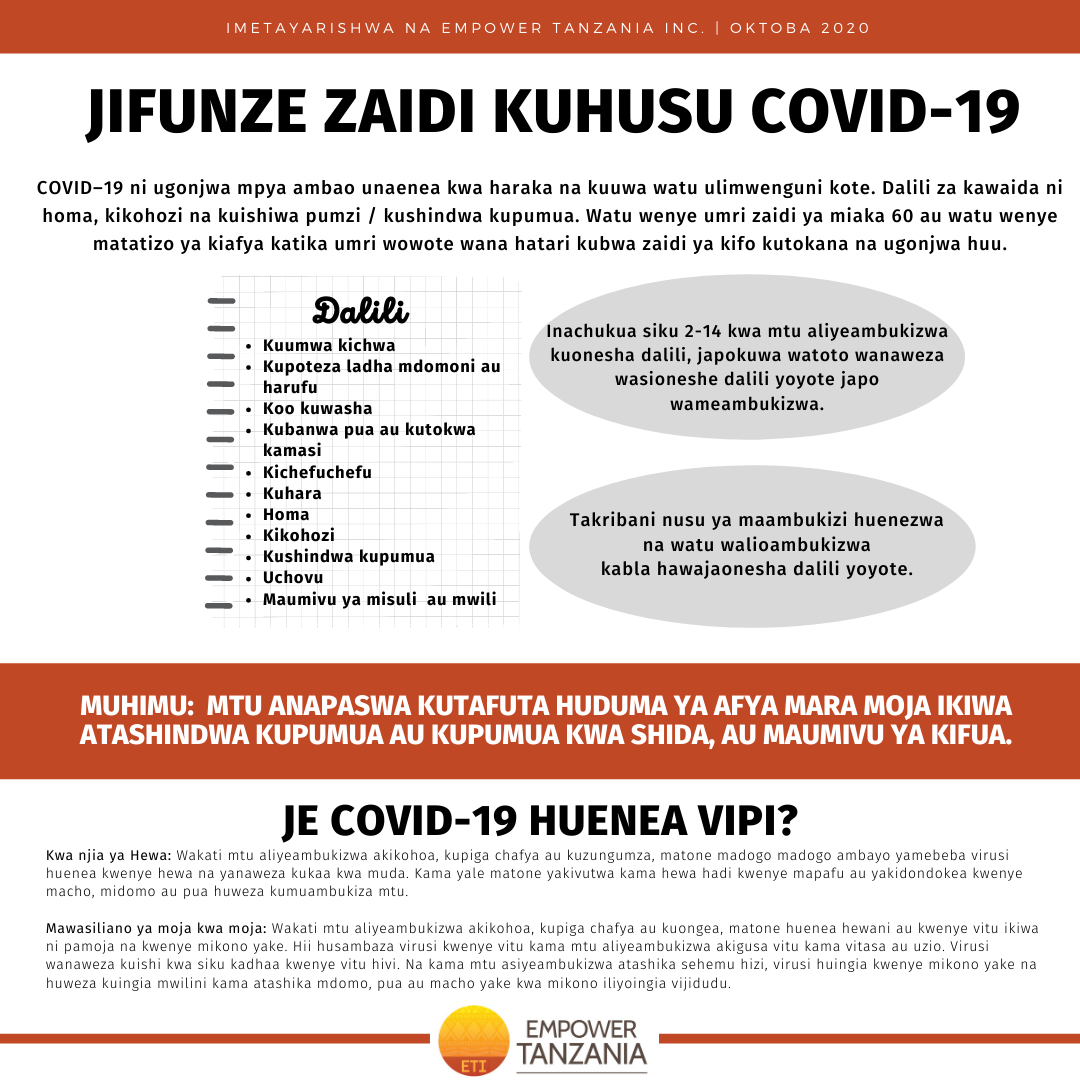 IMETAYARISHWA NA EMPOWER TANZANIA INC. | OKTOBA 2020
JIFUNZE ZAIDI KUHUSU COVID-19
COVID–19 ni ugonjwa mpya ambao unaenea kwa haraka na kuuwa watu ulimwenguni kote. Dalili za kawaida ni
homa, kikohozi na kuishiwa pumzi / kushindwa kupumua. Watu wenye umri zaidi ya miaka 60 au watu wenye
matatizo ya kiafya katika umri wowote wana hatari kubwa zaidi ya kifo kutokana na ugonjwa huu.
Dalili
• Kuumwa kichwa
• Kupoteza ladha mdomoni au
harufu
• Koo kuwasha
• Kubanwa pua au kutokwa
kamasi
• Kichefuchefu
• Kuhara
• Homa
• Kikohozi
• Kushindwa kupumua
• Uchovu
• Maumivu ya misuli au mwili
Inachukua siku 2-14 kwa mtu aliyeambukizwa
kuonesha dalili, japokuwa watoto wanaweza
wasioneshe dalili yoyote japo
wameambukizwa.
Takribani nusu ya maambukizi huenezwa
na watu walioambukizwa
kabla hawajaonesha dalili yoyote.
MUHIMU: MTU ANAPASWA KUTAFUTA HUDUMA YA AFYA MARA MOJA IKIWA
ATASHINDWA KUPUMUA AU KUPUMUA KWA SHIDA, AU MAUMIVU YA KIFUA.
JE COVID-19 HUENEA VIPI?
Kwa njia ya Hewa: Wakati mtu aliyeambukizwa akikohoa, kupiga chafya au kuzungumza, matone madogo madogo ambayo yamebeba virusi
huenea kwenye hewa na yanaweza kukaa kwa muda. Kama yale matone yakivutwa kama hewa hadi kwenye mapafu au yakidondokea kwenye
macho, midomo au pua huweza kumuambukiza mtu.
Mawasiliano ya moja kwa moja: Wakati mtu aliyeambukizwa akikohoa, kupiga chafya au kuongea, matone huenea hewani au kwenye vitu ikiwa
ni pamoja na kwenye mikono yake. Hii husambaza virusi kwenye vitu kama mtu aliyeambukizwa akigusa vitu kama vitasa au uzio. Virusi
wanaweza kuishi kwa siku kadhaa kwenye vitu hivi. Na kama mtu asiyeambukizwa atashika sehemu hizi, virusi huingia kwenye mikono yake na
huweza kuingia mwilini kama atashika mdomo, pua au macho yake kwa mikono iliyoingia vijidudu.
ETI
EMPOWER
TANZANIA